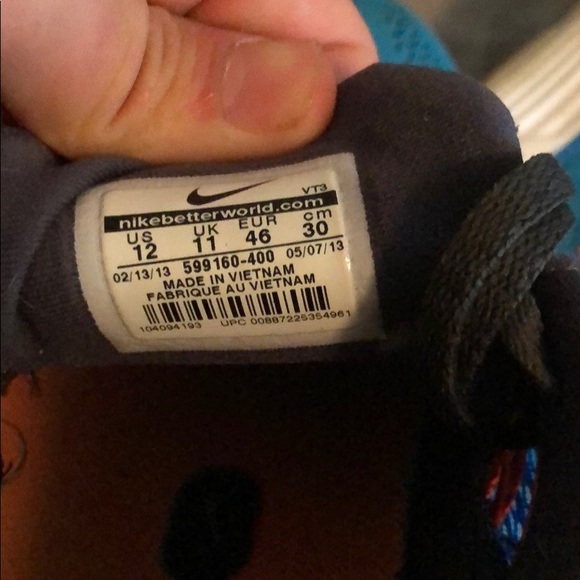 VT3
nikebetterworld.com
US UK EUR cm
12 11 46 30
02/13/13 599160-400 05/07/13
MADE IN VIETNAM
FABRIQUE AU VIETNAM
104094193 UPC 00887225354961